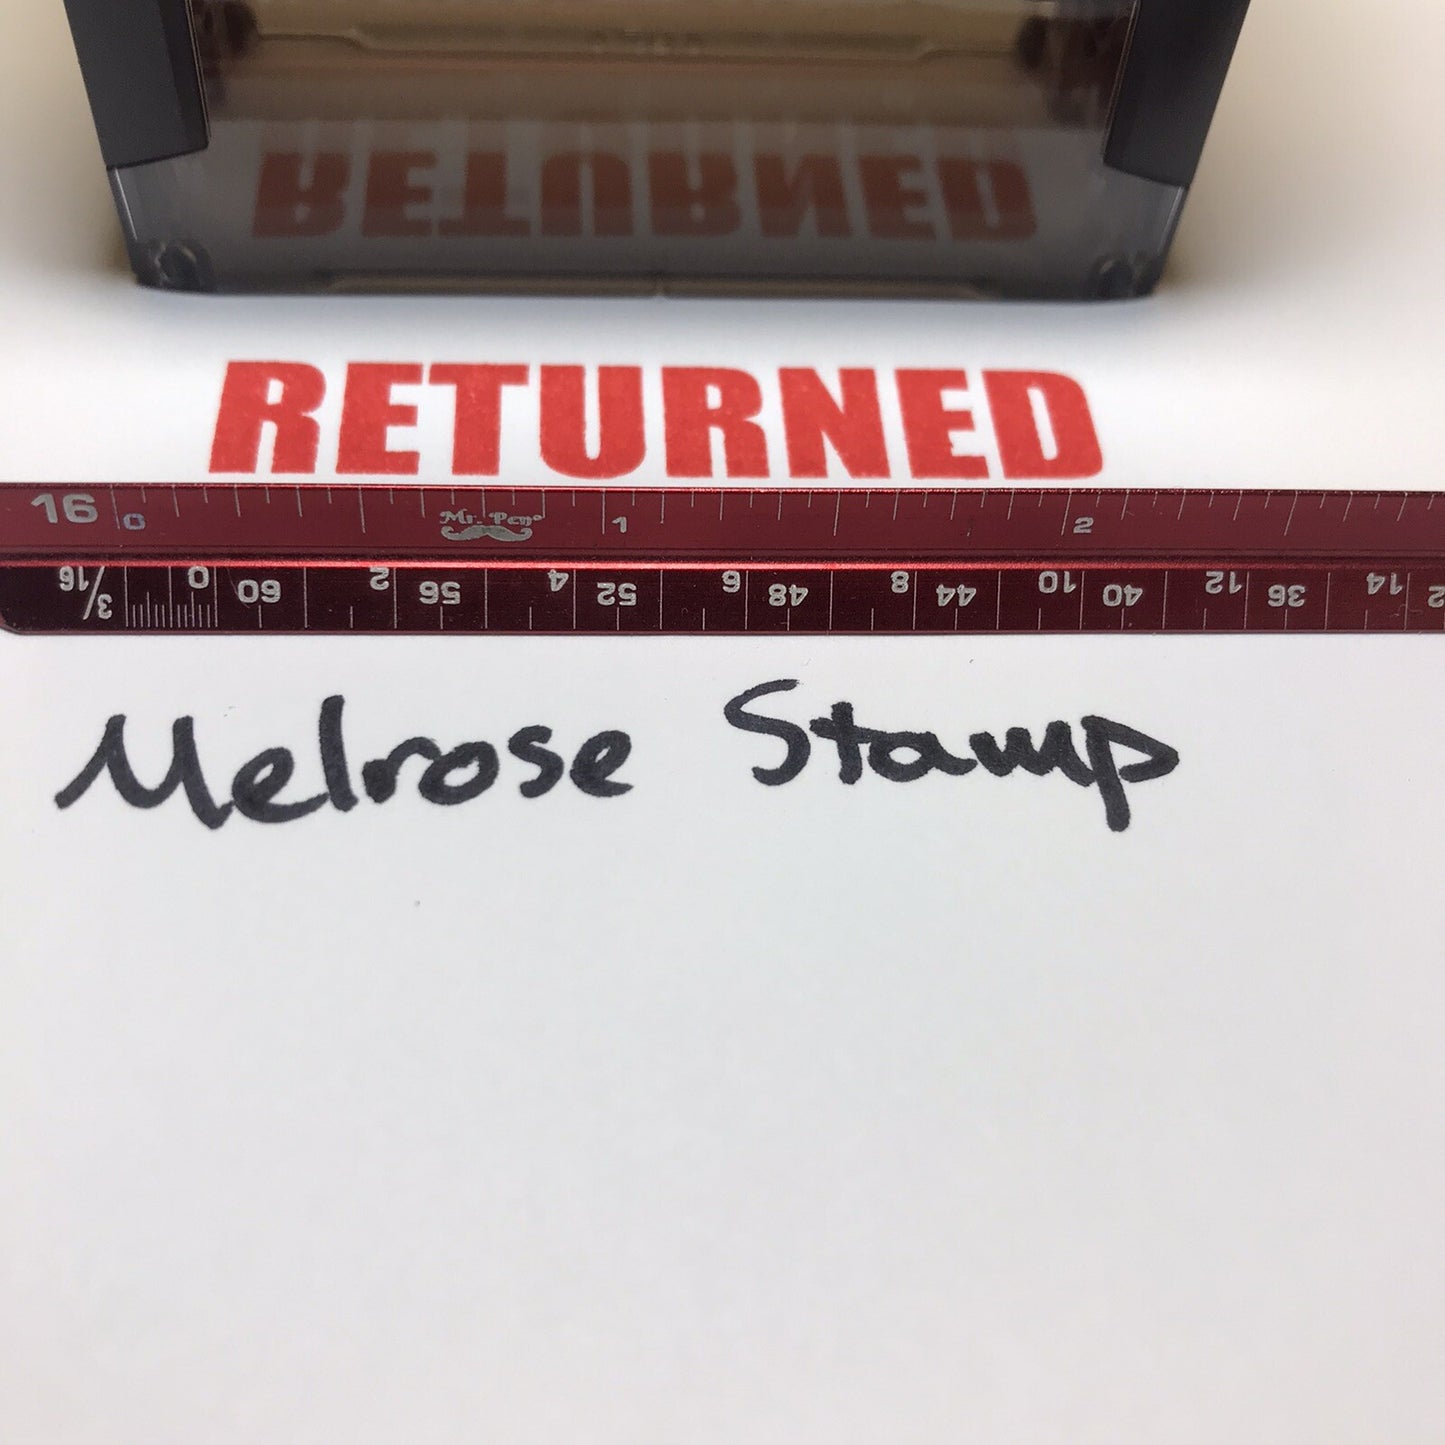 RETURNED
RETURNED
16 0 Mr. Pen® 1 2
3/16 0 60 2 56 4 52 6 48 8 44 10 40 12 36 14
Melrose Stamp